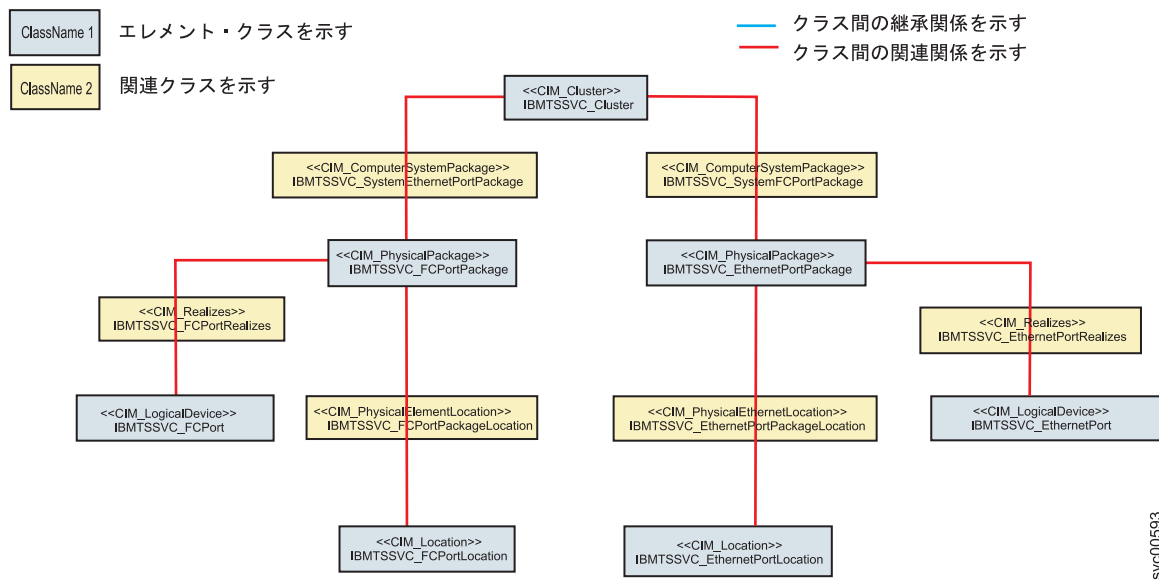 ClassName 1
エレメント・クラスを示す
ClassName 2
関連クラスを示す
クラス間の継承関係を示す
クラス間の関連関係を示す
<<CIM_Cluster>>
IBMTSSVC_Cluster
<<CIM_ComputerSystemPackage>>
IBMTSSVC_SystemEthernetPortPackage
<<CIM_ComputerSystemPackage>>
IBMTSSVC_SystemFCPortPackage
<<CIM_PhysicalPackage>>
IBMTSSVC_FCPortPackage
<<CIM_PhysicalPackage>>
IBMTSSVC_EthernetPortPackage
<<CIM_Realizes>>
IBMTSSVC_FCPortRealizes
<<CIM_Realizes>>
IBMTSSVC_EthernetPortRealizes
<<CIM_LogicalDevice>>
IBMTSSVC_FCPort
<<CIM_PhysicalElementLocation>>
IBMTSSVC_FCPortPackageLocation
<<CIM_PhysicalEthernetLocation>>
IBMTSSVC_EthernetPortPackageLocation
<<CIM_LogicalDevice>>
IBMTSSVC_EthernetPort
<<CIM_Location>>
IBMTSSVC_FCPortLocation
<<CIM_Location>>
IBMTSSVC_EthernetPortLocation
svc00593